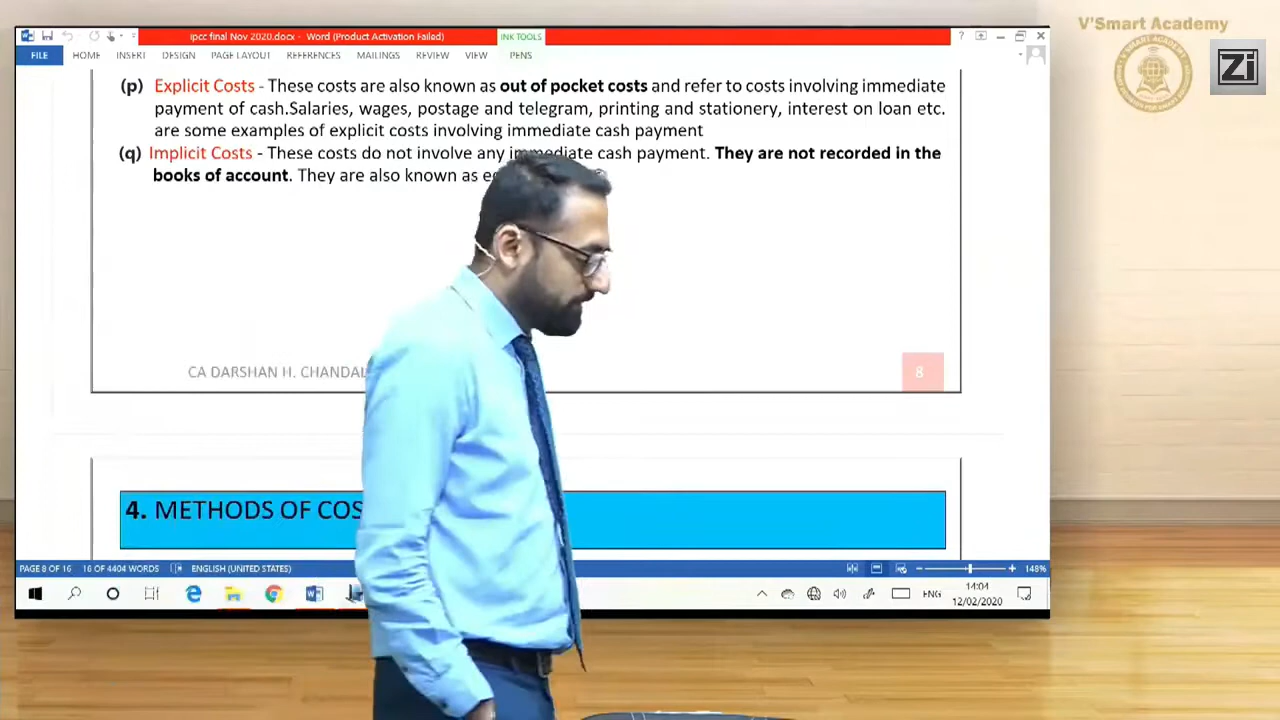 V'Smart Academy
Zi
ipcc final Nov 2020.docx - Word (Product Activation Failed)
INK TOOLS
FILE HOME INSERT DESIGN PAGE LAYOUT REFERENCES MAILINGS REVIEW VIEW PENS
(p) Explicit Costs - These costs are also known as out of pocket costs and refer to costs involving immediate
payment of cash.Salaries, wages, postage and telegram, printing and stationery, interest on loan etc.
are some examples of explicit costs involving immediate cash payment
(q) Implicit Costs - These costs do not involve any immediate cash payment. They are not recorded in the
books of account. They are also known as
CA DARSHAN H. CHANDAL
8
4. METHODS OF COS
PAGE 8 OF 16 16 OF 4404 WORDS ENGLISH (UNITED STATES) 148%
ENG
14:04
12/02/2020